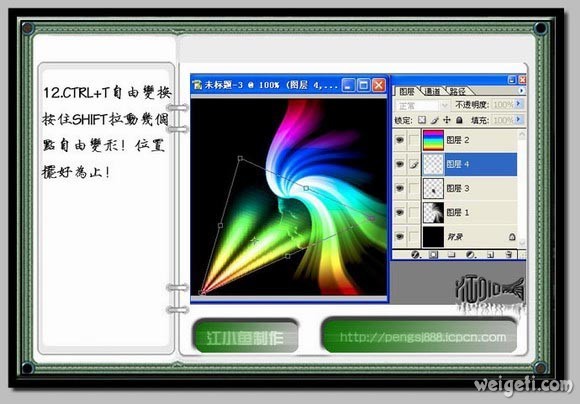 12.CTRL+T自由變換
按住SHIFT拉動幾個
點自由變形！位置
擺好為止！
未标题-3 @ 100% (图层 4,
图层 通道 路径
正常 不透明度: 100%
锁定: 填充: 100%
图层 2
图层 4
图层 3
图层 1
背景
江小鱼制作
http://pengsj888.icpcn.com
weigeti.com